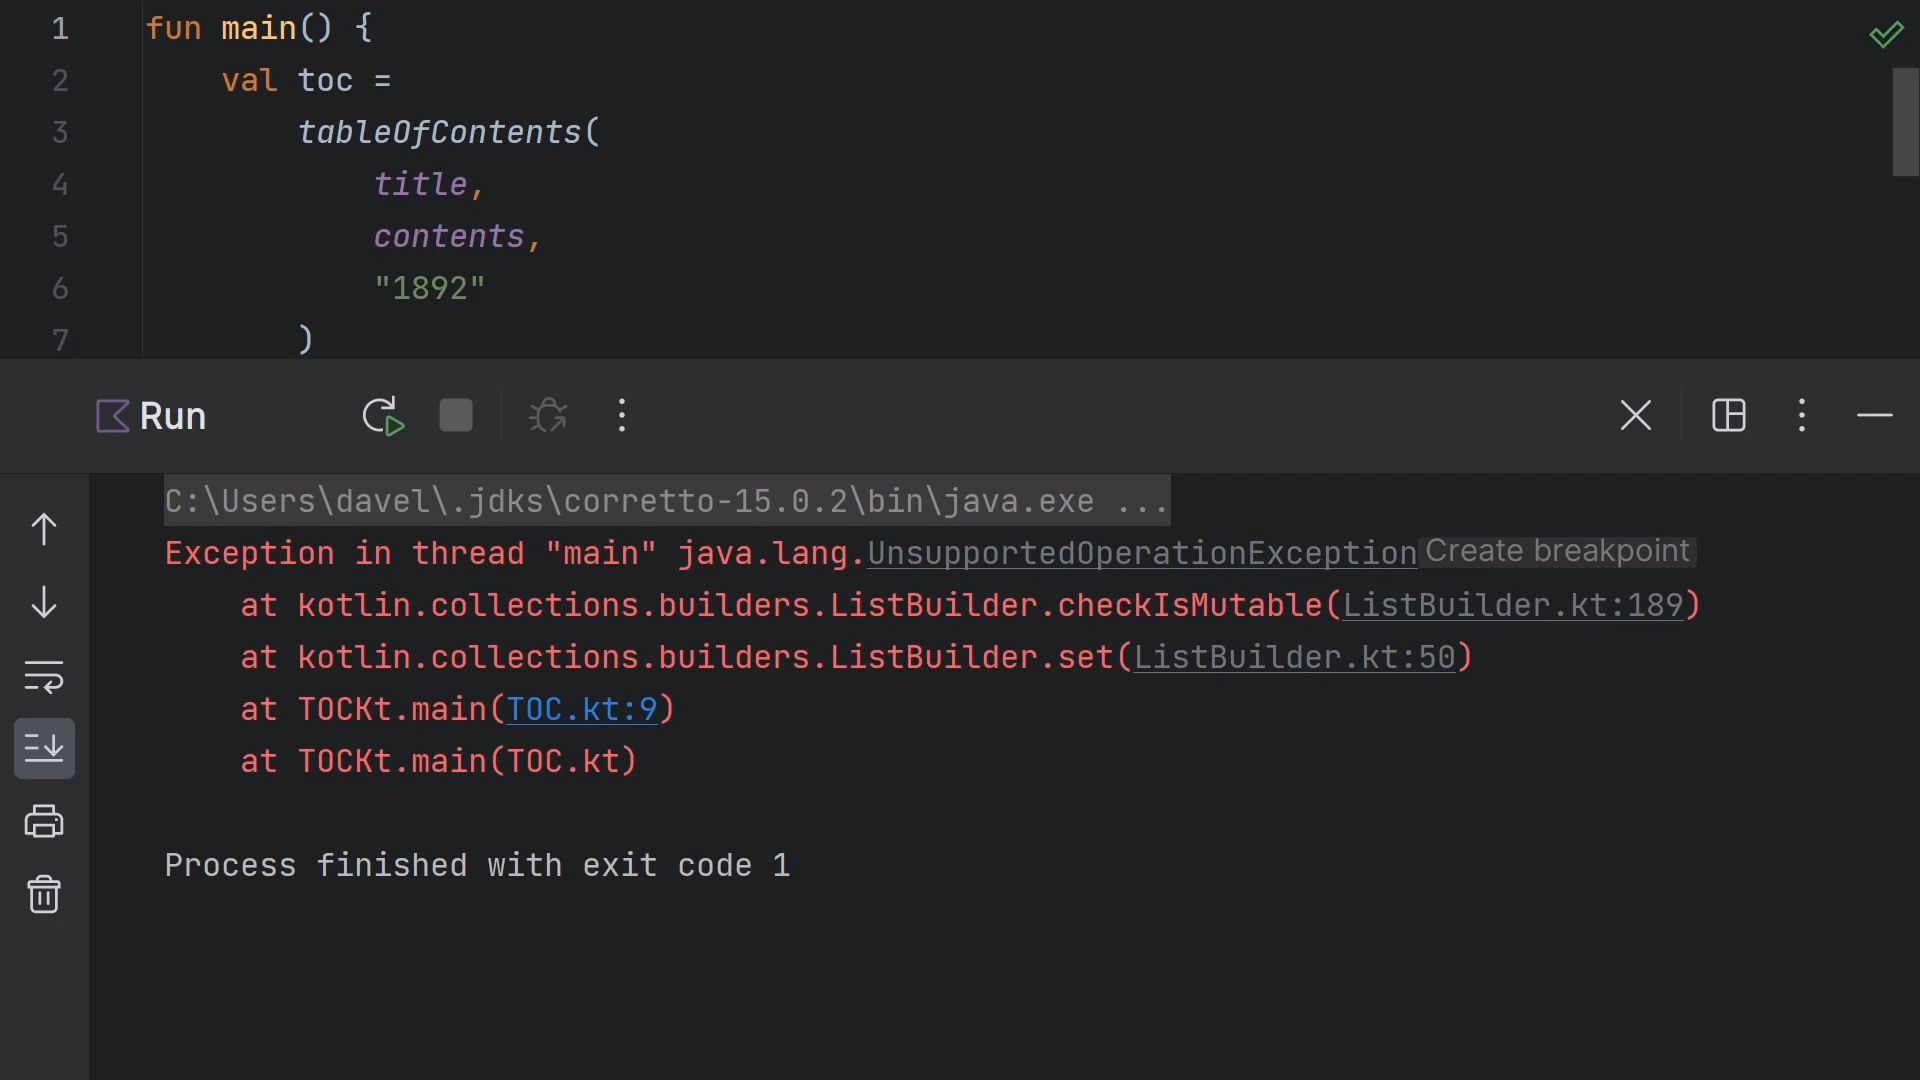 1 fun main() {
2 val toc =
3 tableOfContents(
4 title,
5 contents,
6 "1892"
7 )
Run
C:\Users\davel\.jdks\corretto-15.0.2\bin\java.exe ...
Exception in thread "main" java.lang.UnsupportedOperationException Create breakpoint
at kotlin.collections.builders.ListBuilder.checkIsMutable(ListBuilder.kt:189)
at kotlin.collections.builders.ListBuilder.set(ListBuilder.kt:50)
at TOCKt.main(TOC.kt:9)
at TOCKt.main(TOC.kt)
Process finished with exit code 1